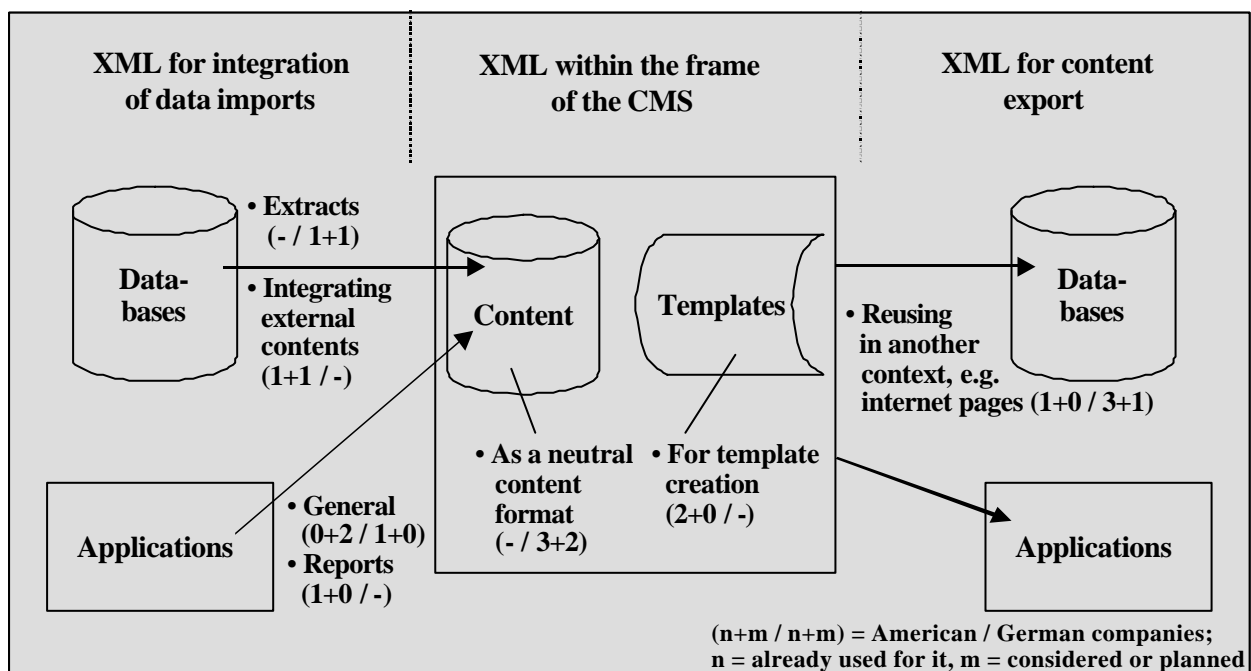 XML for integration
of data imports
XML within the frame
of the CMS
XML for content
export
Data-
bases
• Extracts
(- / 1+1)
• Integrating
external
contents
(1+1 / -)
Content
Templates
Data-
bases
• Reusing
in another
context, e.g.
internet pages (1+0 / 3+1)
Applications
• General
(0+2 / 1+0)
• Reports
(1+0 / -)
• As a neutral
content
format
(- / 3+2)
• For template
creation
(2+0 / -)
Applications
(n+m / n+m) = American / German companies;
n = already used for it, m = considered or planned